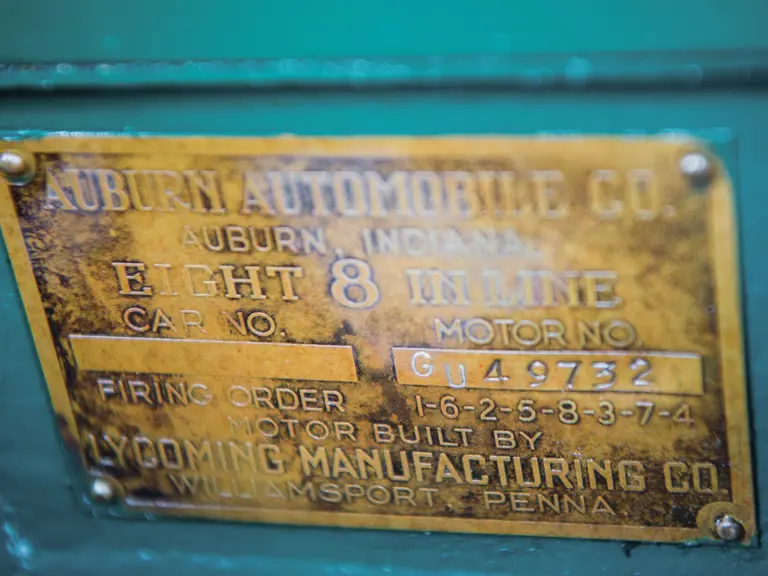 AUBURN AUTOMOBILE CO.
AUBURN, INDIANA.
EIGHT 8 IN LINE
CAR NO. MOTOR NO.
GU 49732
FIRING ORDER 1-6-2-5-8-3-7-4
MOTOR BUILT BY
LYCOMING MANUFACTURING CO.
WILLIAMSPORT, PENNA.